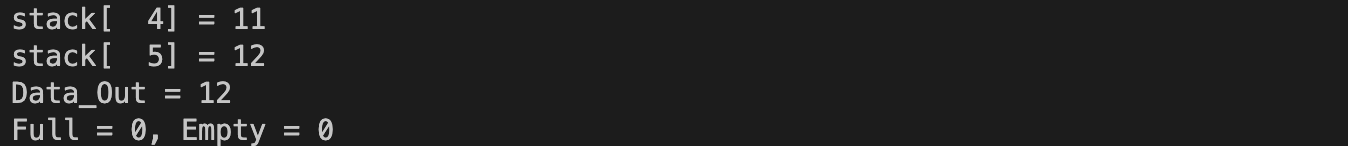 stack[  4] = 11
stack[  5] = 12
Data_Out = 12
Full = 0, Empty = 0